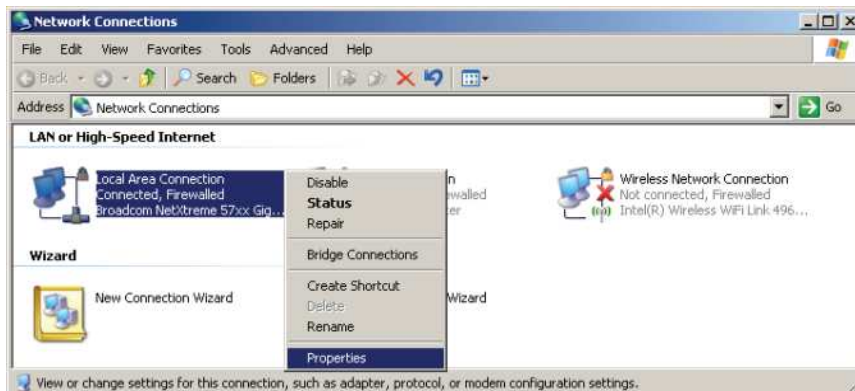 Network Connections
File Edit View Favorites Tools Advanced Help
Back Search Folders
Address Network Connections Go
LAN or High-Speed Internet
Local Area Connection
Connected, Firewalled
Broadcom NetXtreme 57xx Gig...
Disable
Status
Repair
Bridge Connections
Create Shortcut
Delete
Rename
Properties
Wireless Network Connection
Not connected, Firewalled
Intel(R) Wireless WiFi Link 496...
Wizard
New Connection Wizard
Wizard
View or change settings for this connection, such as adapter, protocol, or modem configuration settings.